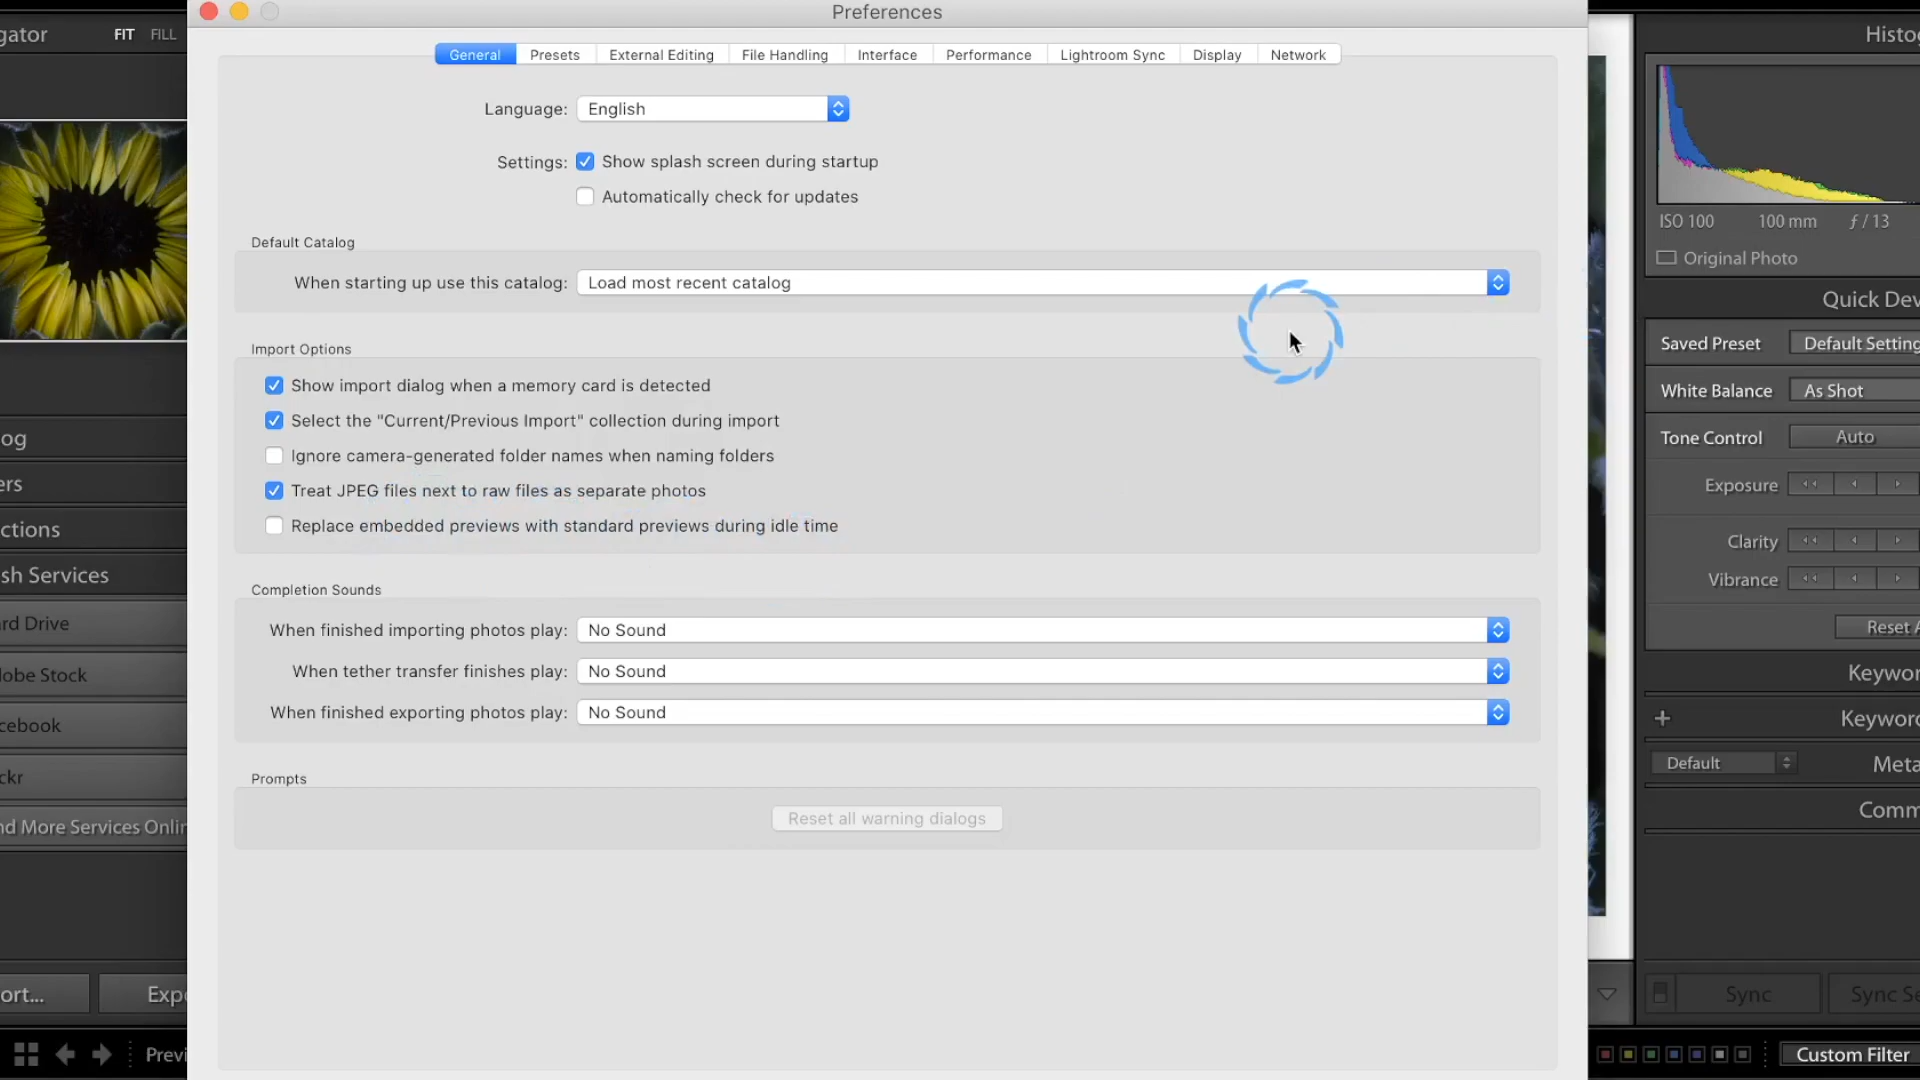 Preferences
General Presets External Editing File Handling Interface Performance Lightroom Sync Display Network
Language: English
Settings: Show splash screen during startup
Automatically check for updates
Default Catalog
When starting up use this catalog: Load most recent catalog
Import Options
Show import dialog when a memory card is detected
Select the "Current/Previous Import" collection during import
Ignore camera-generated folder names when naming folders
Treat JPEG files next to raw files as separate photos
Replace embedded previews with standard previews during idle time
Completion Sounds
When finished importing photos play: No Sound
When tether transfer finishes play: No Sound
When finished exporting photos play: No Sound
Prompts
Reset all warning dialogs
gator FIT FILL
og
ers
ctions
sh Services
rd Drive
obe Stock
cebook
ckr
nd More Services Onlin
ort... Expo
Previ
Histo
ISO 100 100 mm ƒ / 13
Original Photo
Quick Dev
Saved Preset Default Setting
White Balance As Shot
Tone Control Auto
Exposure
Clarity
Vibrance
Reset A
Keywor
+ Keywor
Default Meta
Comm
Sync Sync Se
Custom Filter